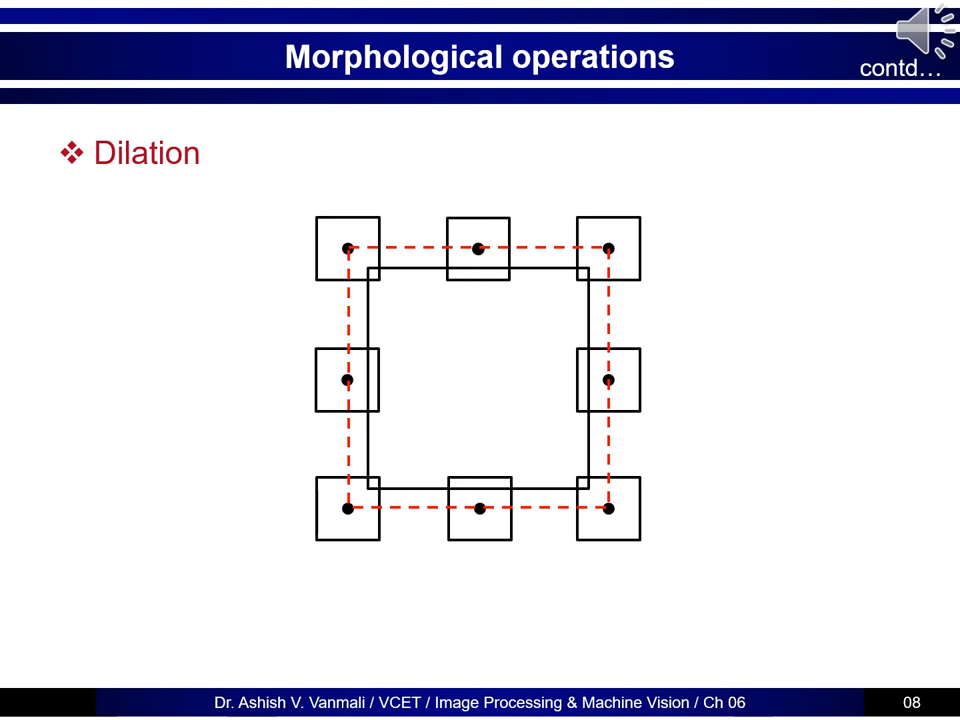 Morphological operations
contd…
Dilation
Dr. Ashish V. Vanmali / VCET / Image Processing & Machine Vision / Ch 06
08